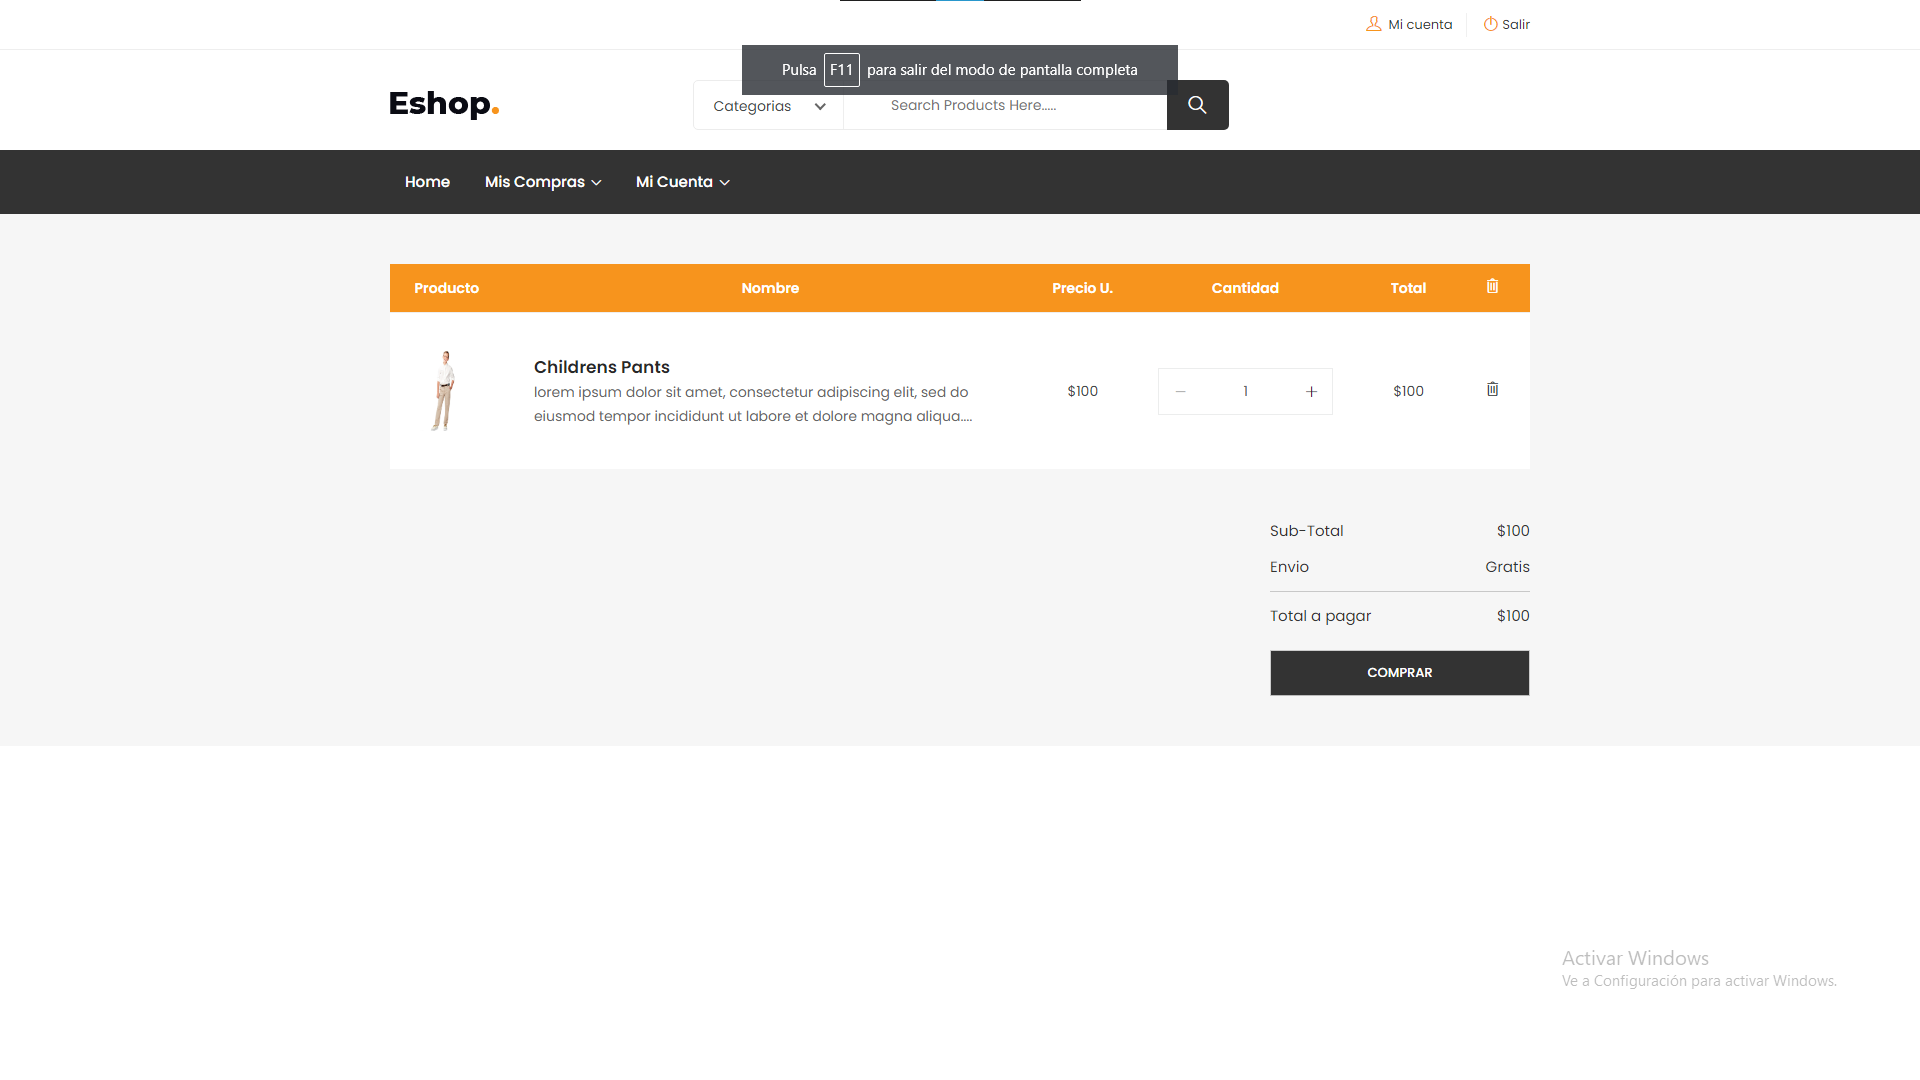 Mi cuenta
Salir
Pulsa F11 para salir del modo de pantalla completa
Eshop.
Categorias
Search Products Here.....
Home
Mis Compras
Mi Cuenta
Producto Nombre Precio U. Cantidad Total
Childrens Pants
lorem ipsum dolor sit amet, consectetur adipiscing elit, sed do
eiusmod tempor incididunt ut labore et dolore magna aliqua....
$100 − 1 + $100
Sub-Total $100
Envio Gratis
Total a pagar $100
COMPRAR
Activar Windows
Ve a Configuración para activar Windows.